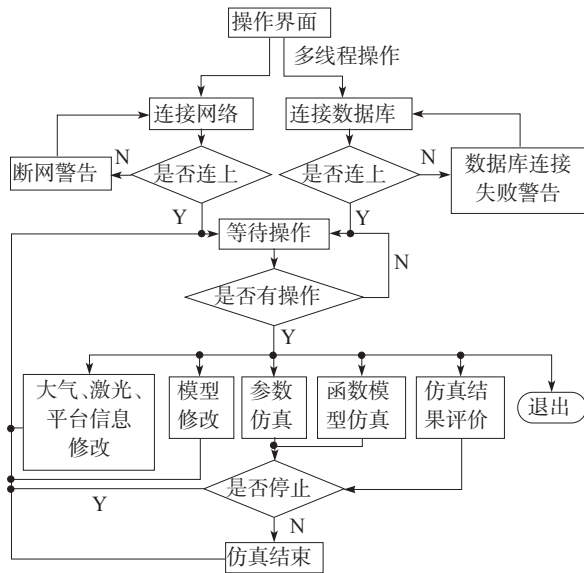 操作界面
多线程操作
连接网络
连接数据库
断网警告
N
是否连上
是否连上
N
数据库连接
失败警告
Y
Y
等待操作
N
是否有操作
Y
大气、激光、
平台信息
修改
模型
修改
参数
仿真
函数模
型仿真
仿真结
果评价
退出
是否停止
Y
N
仿真结束